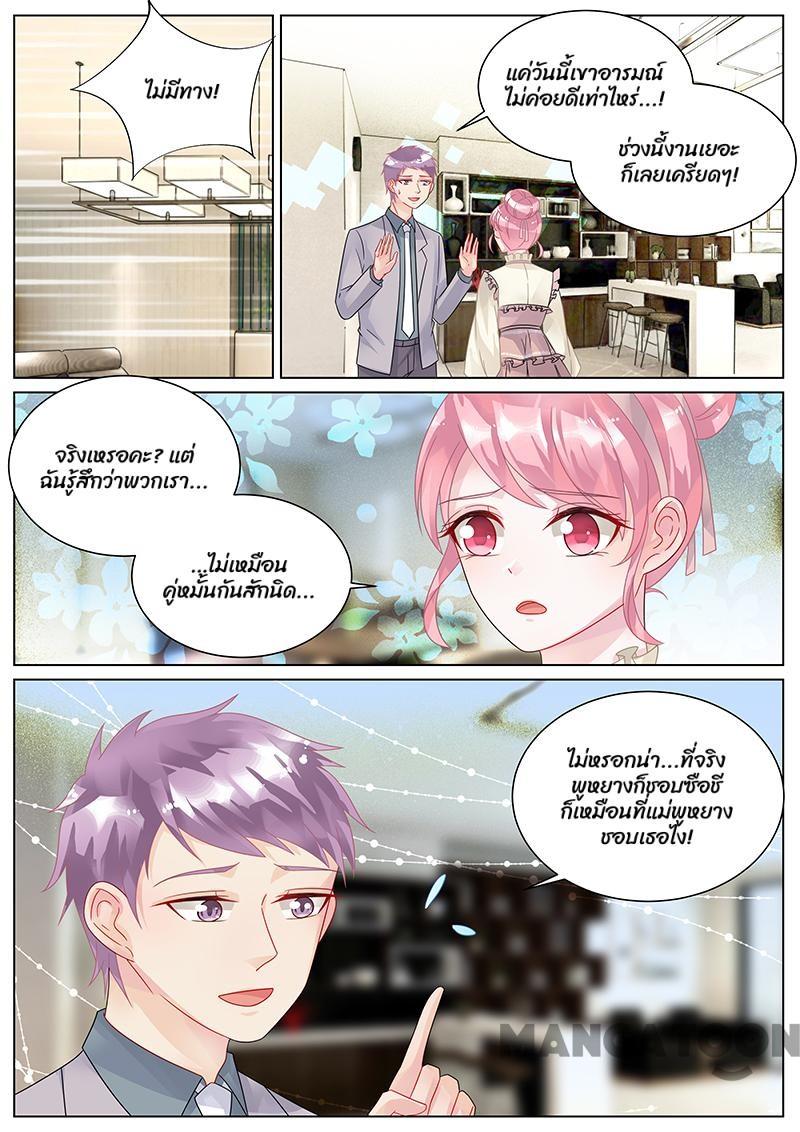 ไม่มีทาง!
แค่วันนี้เขาอารมณ์
ไม่ค่อยดีเท่าไหร่...!
ช่วงนี้งานเยอะ
ก็เลยเครียดๆ!
จริงเหรอคะ? แต่
ฉันรู้สึกว่าพวกเรา...
...ไม่เหมือน
คู่หมั้นกันสักนิด...
ไม่หรอกน่า...ที่จริง
พูหยางก็ชอบซือชี
ก็เหมือนที่แม่พูหยาง
ชอบเธอไง!
MANGATOON